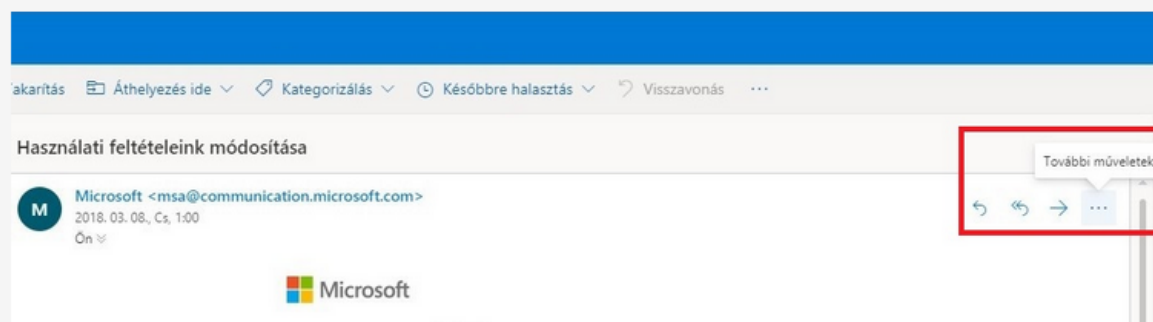 akarítás Áthelyezés ide Kategorizálás Későbbre halasztás Visszavonás ...
Használati feltételeink módosítása
További műveletek
M
Microsoft <msa@communication.microsoft.com>
2018. 03. 08., Cs, 1:00
Ön
Microsoft